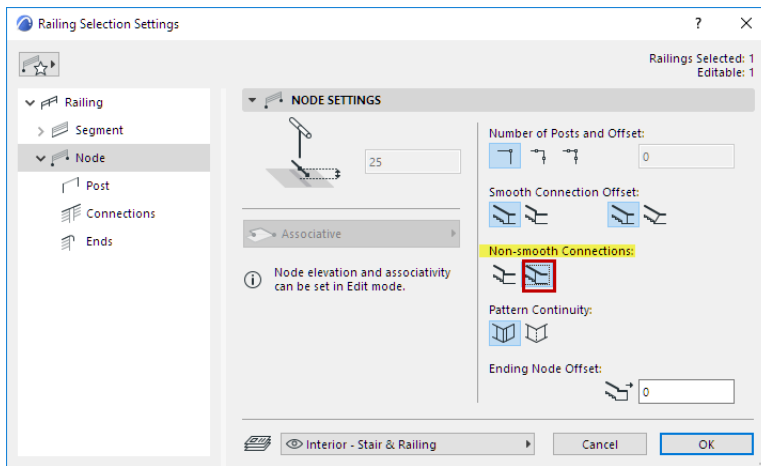 Railing Selection Settings
?
Railings Selected: 1
Editable: 1
Railing
Segment
Node
Post
Connections
Ends
NODE SETTINGS
25
Associative
Node elevation and associativity
can be set in Edit mode.
Number of Posts and Offset:
0
Smooth Connection Offset:
Non-smooth Connections:
Pattern Continuity:
Ending Node Offset:
0
Interior - Stair & Railing
Cancel
OK